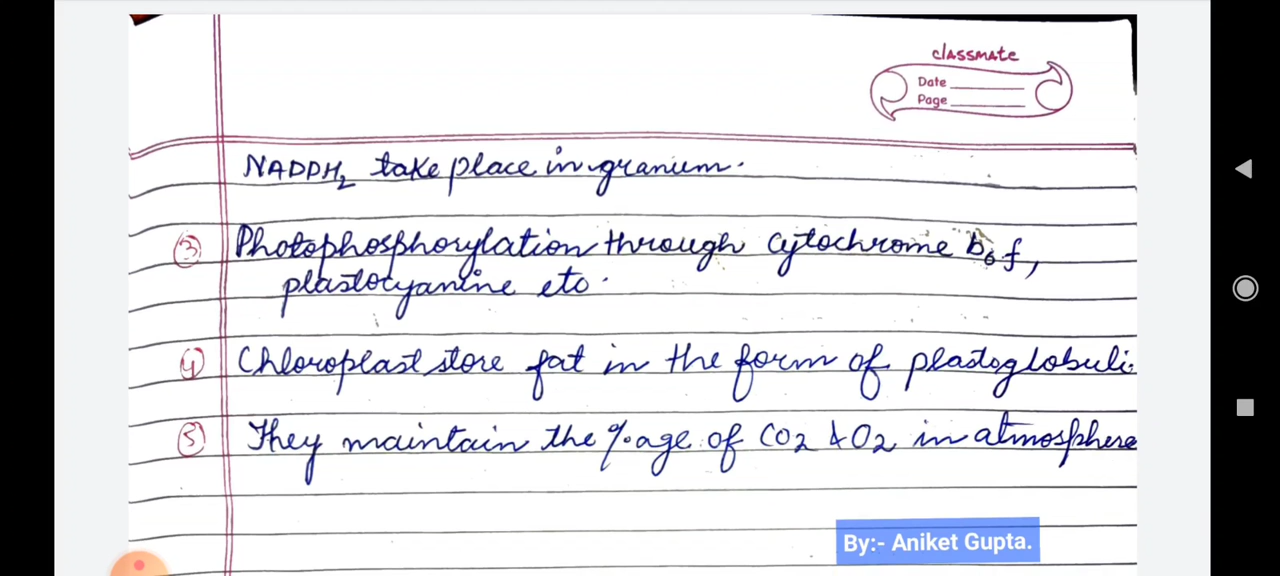 classmate
Date
Page
NADPH2 take place in granum.
③ Photophosphorylation through cytochrome b6f,
plastocyanine etc.
④ Chloroplast store fat in the form of plastoglobuli.
⑤ They maintain the %age of CO2 & O2 in atmosphere
By:- Aniket Gupta.